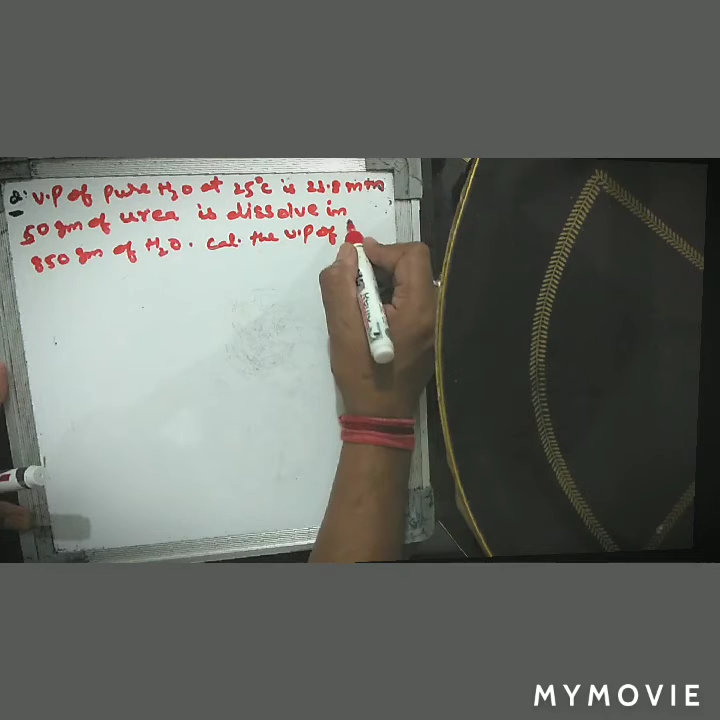 Q: V.P of Pure H2O at 25°C is 23.8 mm
50 gm of urea is dissolve in
850 gm of H2O. cal. the V.P of
MYMOVIE